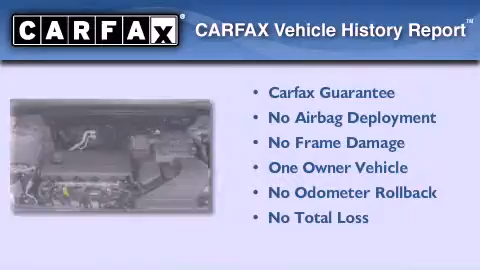 CARFAX® CARFAX Vehicle History Report™
• Carfax Guarantee
• No Airbag Deployment
• No Frame Damage
• One Owner Vehicle
• No Odometer Rollback
• No Total Loss